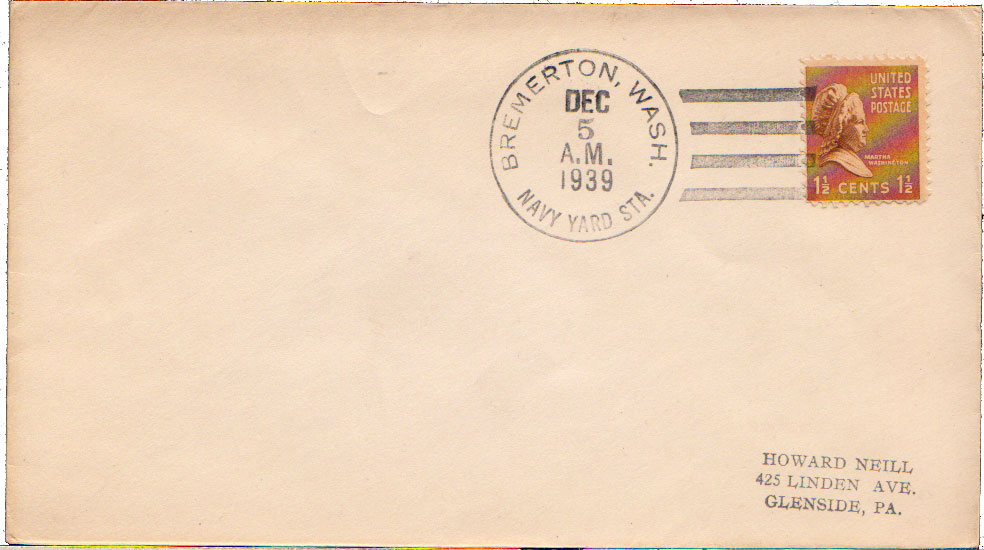 BREMERTON, WASH.
DEC
5
A.M.
1939
NAVY YARD STA.
UNITED
STATES
POSTAGE
MARTHA
WASHINGTON
1½ CENTS 1½
HOWARD NEILL
425 LINDEN AVE.
GLENSIDE, PA.